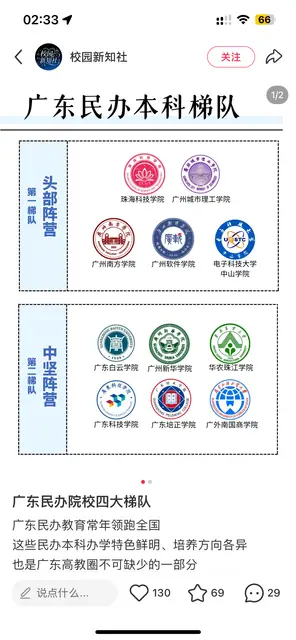 02:33
66
校园新知社
关注
1/2
广东民办本科梯队
头部阵营
第一梯队
珠海科技学院
广州城市理工学院
广州南方学院
广州软件学院
电子科技大学
中山学院
中坚阵营
第二梯队
广东白云学院
广州新华学院
华农珠江学院
广东科技学院
广东培正学院
广外南国商学院
广东民办院校四大梯队
广东民办教育常年领跑全国
这些民办本科办学特色鲜明、培养方向各异
也是广东高教圈不可缺少的一部分
说点什么...
130
69
29